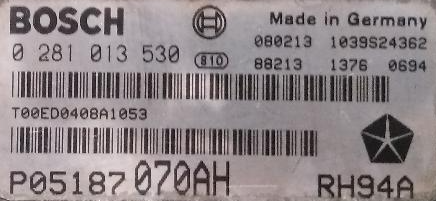 BOSCH Made in Germany
0 281 013 530 810 080213 1039S24362
88213 1376 0694
T00ED0408A1053
P05187070AH RH94A